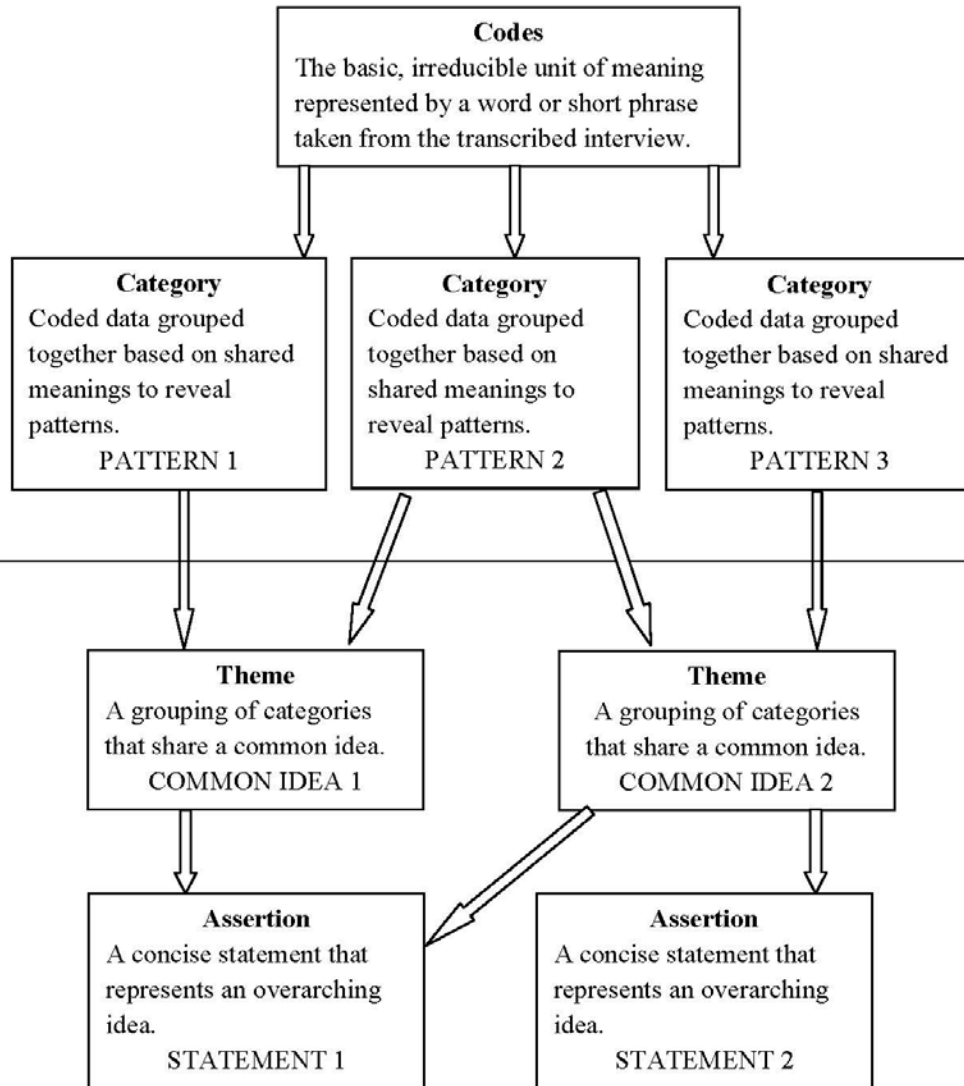 Codes
The basic, irreducible unit of meaning
represented by a word or short phrase
taken from the transcribed interview.
Category
Coded data grouped
together based on shared
meanings to reveal
patterns.
PATTERN 1
Category
Coded data grouped
together based on
shared meanings to
reveal patterns.
PATTERN 2
Category
Coded data grouped
together based on shared
meanings to reveal
patterns.
PATTERN 3
Theme
A grouping of categories
that share a common idea.
COMMON IDEA 1
Theme
A grouping of categories
that share a common idea.
COMMON IDEA 2
Assertion
A concise statement that
represents an overarching
idea.
STATEMENT 1
Assertion
A concise statement that
represents an overarching
idea.
STATEMENT 2